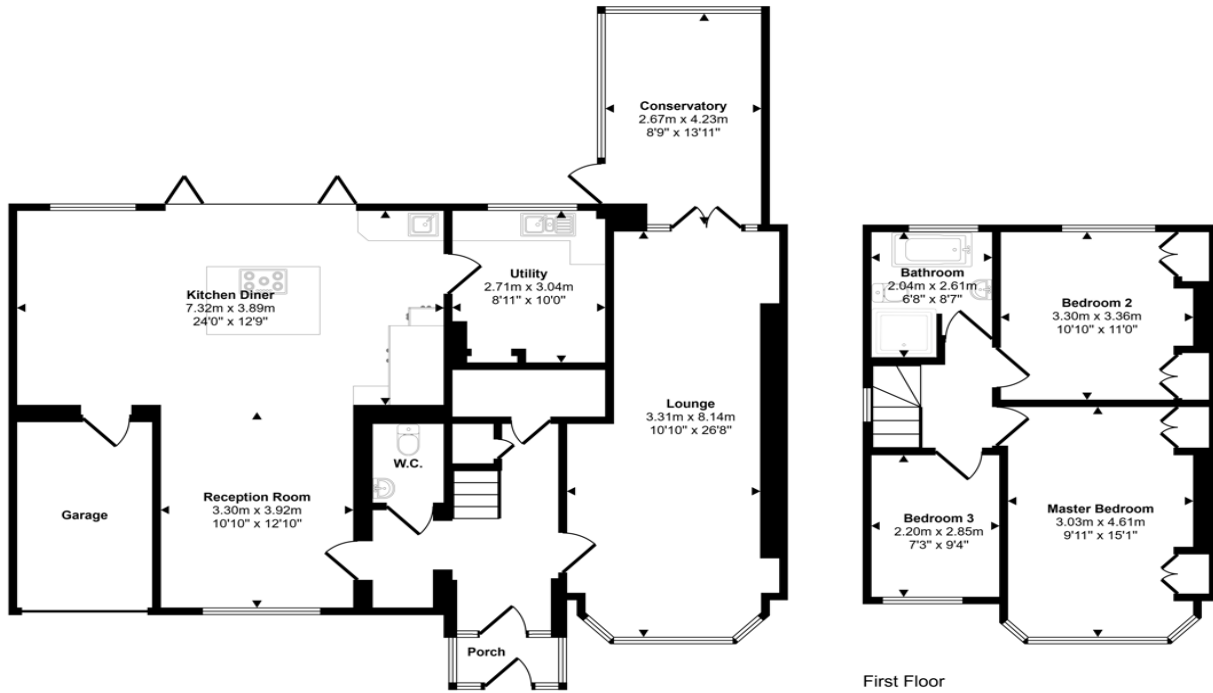 Conservatory
2.67m x 4.23m
8'9" x 13'11"
Kitchen Diner
7.32m x 3.89m
24'0" x 12'9"
Utility
2.71m x 3.04m
8'11" x 10'0"
Lounge
3.31m x 8.14m
10'10" x 26'8"
W.C.
Garage
Reception Room
3.30m x 3.92m
10'10" x 12'10"
Porch
Bathroom
2.04m x 2.61m
6'8" x 8'7"
Bedroom 2
3.30m x 3.36m
10'10" x 11'0"
Master Bedroom
3.03m x 4.61m
9'11" x 15'1"
Bedroom 3
2.20m x 2.85m
7'3" x 9'4"
First Floor